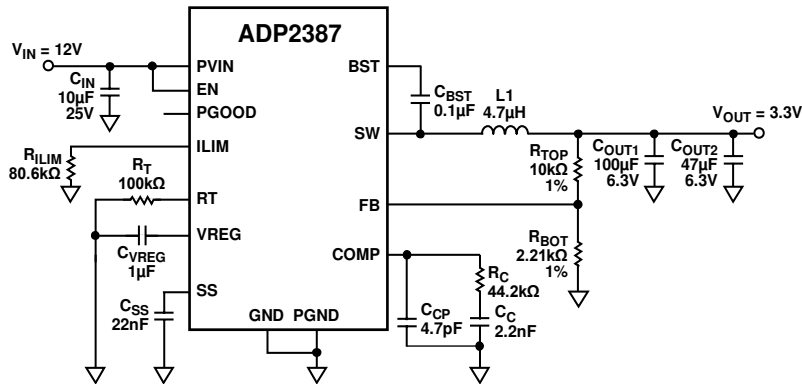 ADP2387
V_IN = 12V
C_IN
10µF
25V
PVIN
EN
PGOOD
ILIM
R_ILIM
80.6kΩ
R_T
100kΩ
RT
VREG
C_VREG
1µF
SS
C_SS
22nF
GND PGND
BST
C_BST
0.1µF
L1
4.7µH
SW
V_OUT = 3.3V
R_TOP
10kΩ
1%
C_OUT1
100µF
6.3V
C_OUT2
47µF
6.3V
FB
R_BOT
2.21kΩ
1%
COMP
R_C
44.2kΩ
C_CP
4.7pF
C_C
2.2nF